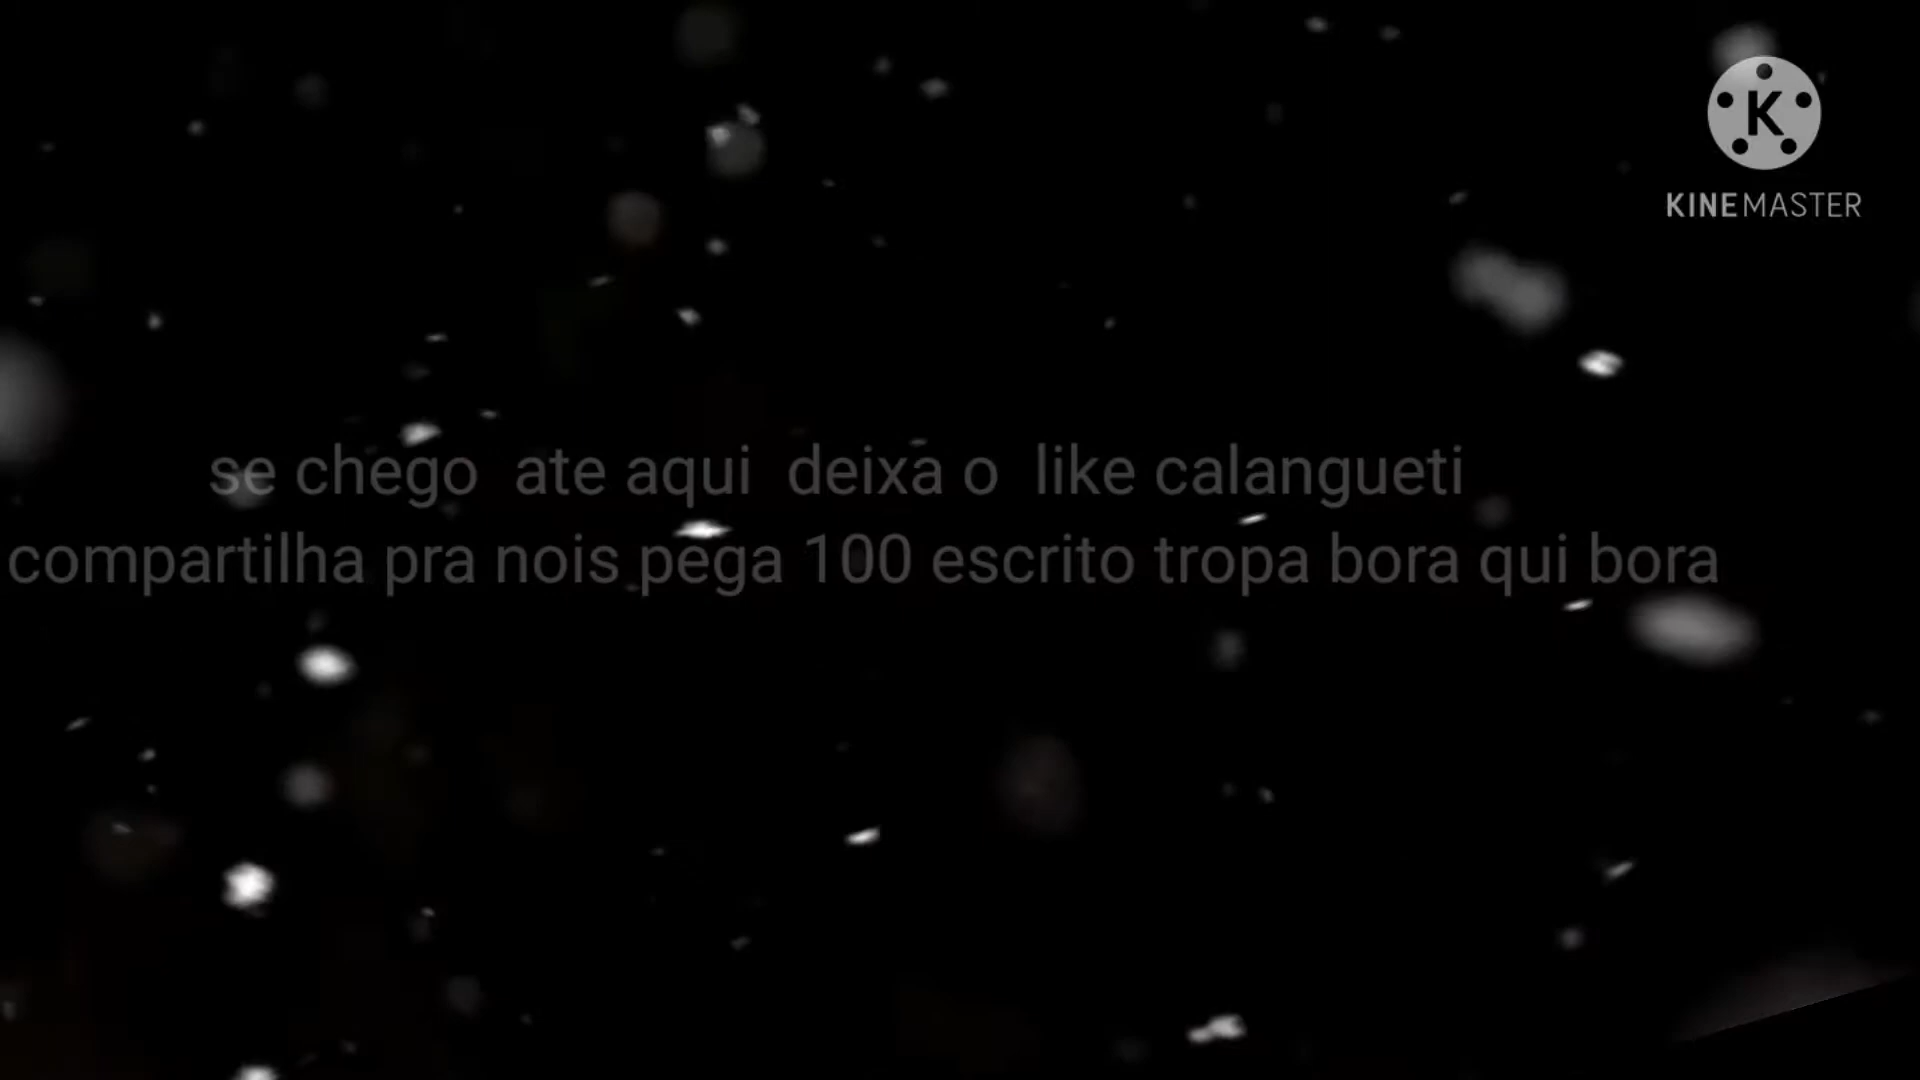 K
KINEMASTER
se chego  ate aqui  deixa o  like calangueti
compartilha pra nois pega 100 escrito tropa bora qui bora